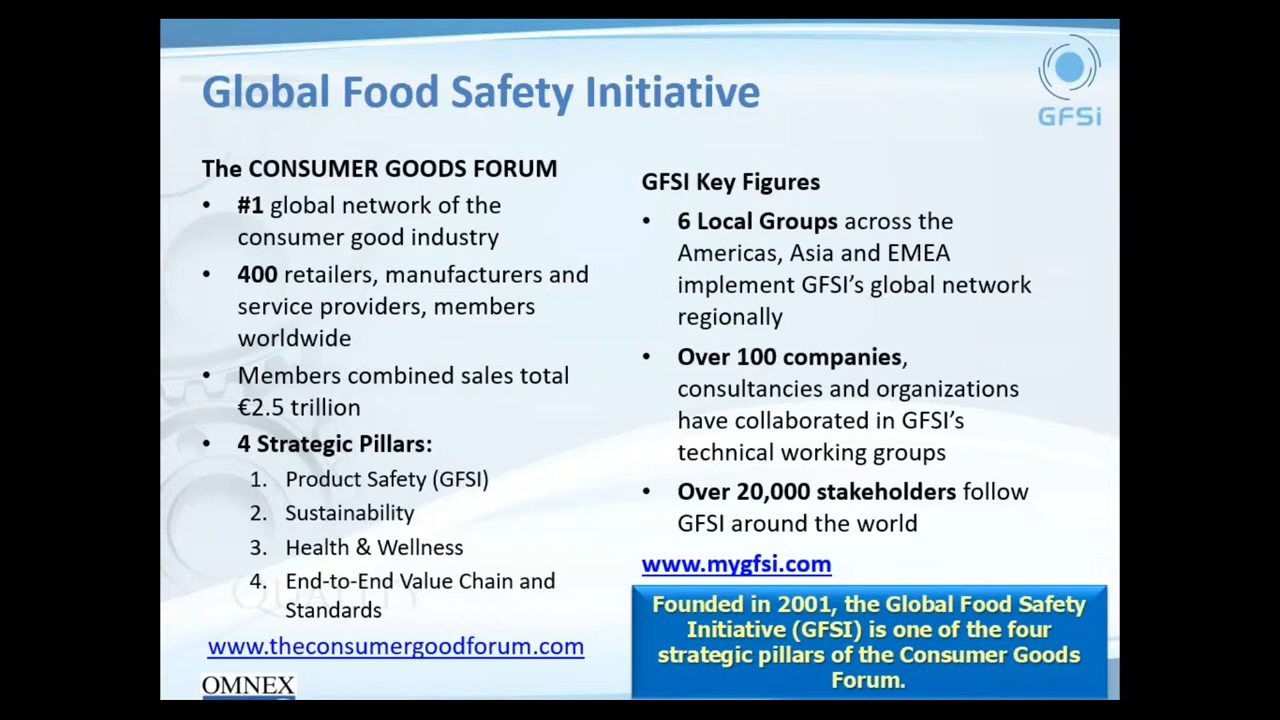 Global Food Safety Initiative
GFSi
The CONSUMER GOODS FORUM
• #1 global network of the
consumer good industry
• 400 retailers, manufacturers and
service providers, members
worldwide
• Members combined sales total
€2.5 trillion
• 4 Strategic Pillars:
1. Product Safety (GFSI)
2. Sustainability
3. Health & Wellness
4. End-to-End Value Chain and
Standards
www.theconsumergoodforum.com
OMNEX
GFSI Key Figures
• 6 Local Groups across the
Americas, Asia and EMEA
implement GFSI’s global network
regionally
• Over 100 companies,
consultancies and organizations
have collaborated in GFSI’s
technical working groups
• Over 20,000 stakeholders follow
GFSI around the world
www.mygfsi.com
Founded in 2001, the Global Food Safety
Initiative (GFSI) is one of the four
strategic pillars of the Consumer Goods
Forum.
QUALITY